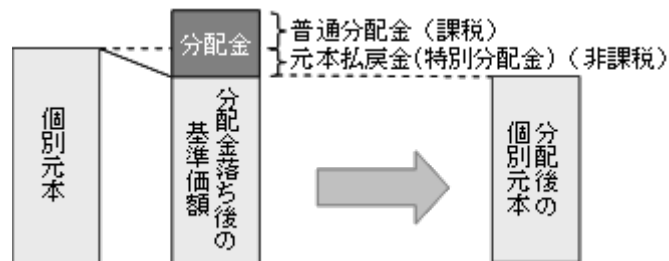 分配金
普通分配金（課税）
元本払戻金(特別分配金)（非課税）
個別元本
分配金落ち後の
基準価額
分配後の
個別元本